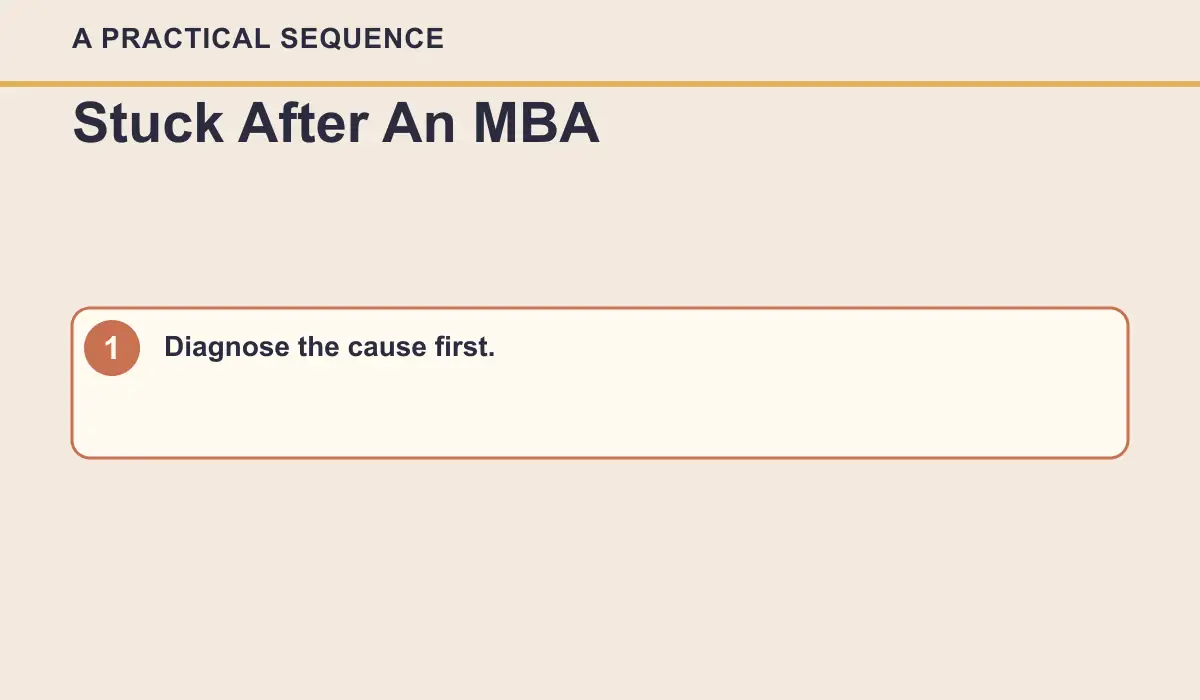 A PRACTICAL SEQUENCE
Stuck After An MBA
1 Diagnose the cause first.